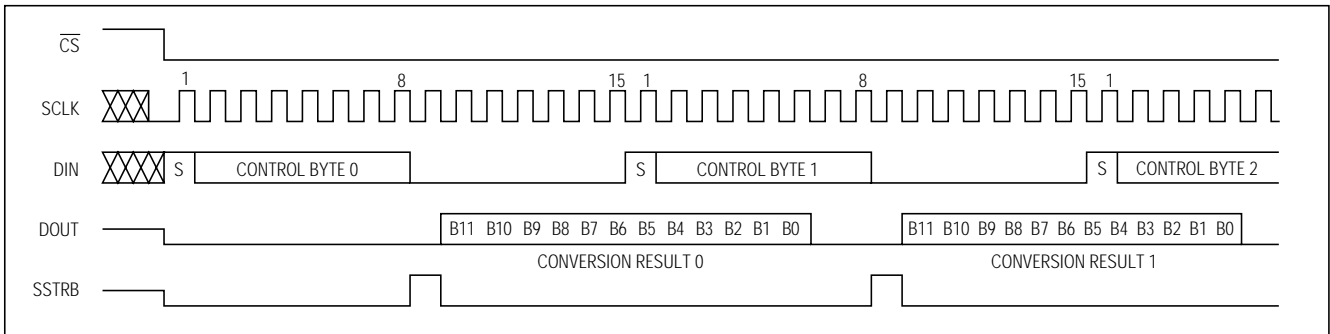 CS
1 8 15 1 8 15 1
SCLK
DIN S CONTROL BYTE 0 S CONTROL BYTE 1 S CONTROL BYTE 2
DOUT B11 B10 B9 B8 B7 B6 B5 B4 B3 B2 B1 B0 B11 B10 B9 B8 B7 B6 B5 B4 B3 B2 B1 B0
CONVERSION RESULT 0 CONVERSION RESULT 1
SSTRB